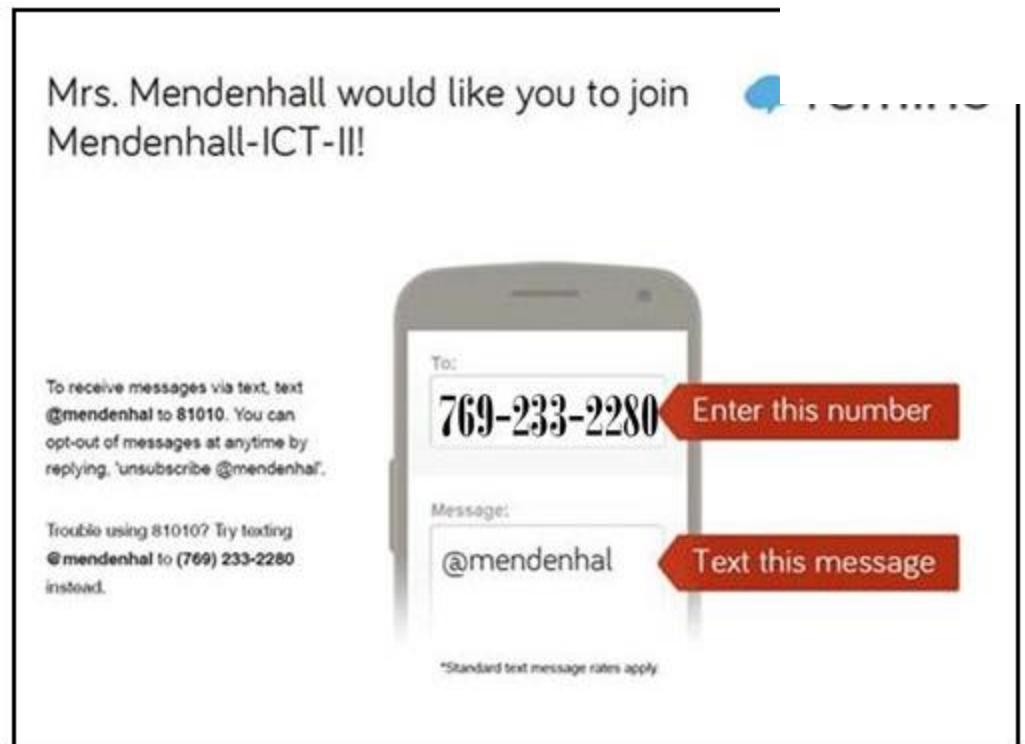 Mrs. Mendenhall would like you to join
Mendenhall-ICT-II!
To receive messages via text, text
@mendenhal to 81010. You can
opt-out of messages at anytime by
replying, 'unsubscribe @mendenhal'.
Trouble using 81010? Try texting
@mendenhal to (769) 233-2280
instead.
To:
769-233-2280
Enter this number
Message:
@mendenhal
Text this message
*Standard text message rates apply.